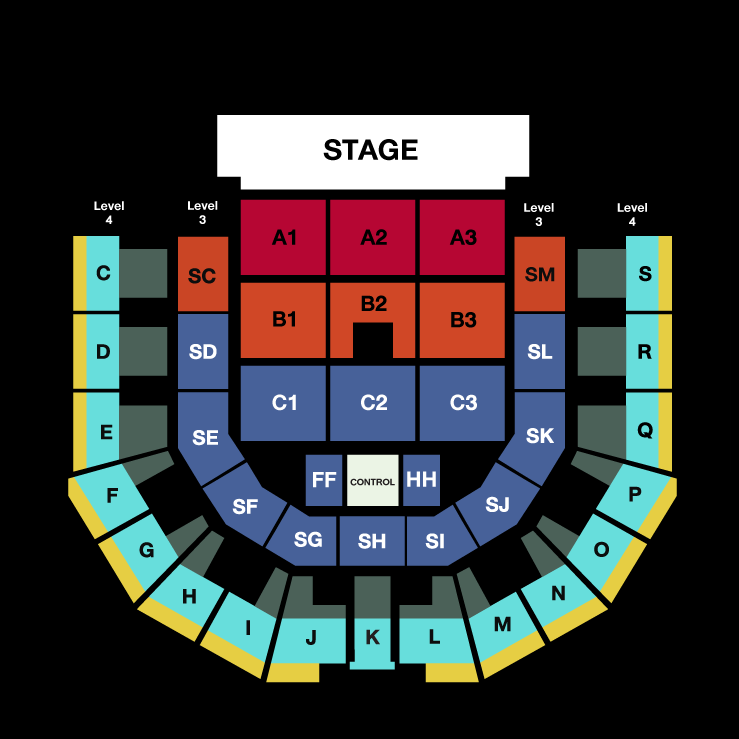 STAGE
Level
4
Level
3
Level
3
Level
4
A1 A2 A3
C SC SM S
B1 B2 B3
D SD SL R
C1 C2 C3
E SE SK Q
FF CONTROL HH
F SF SJ P
G SG SH SI O
H N
I J K L M